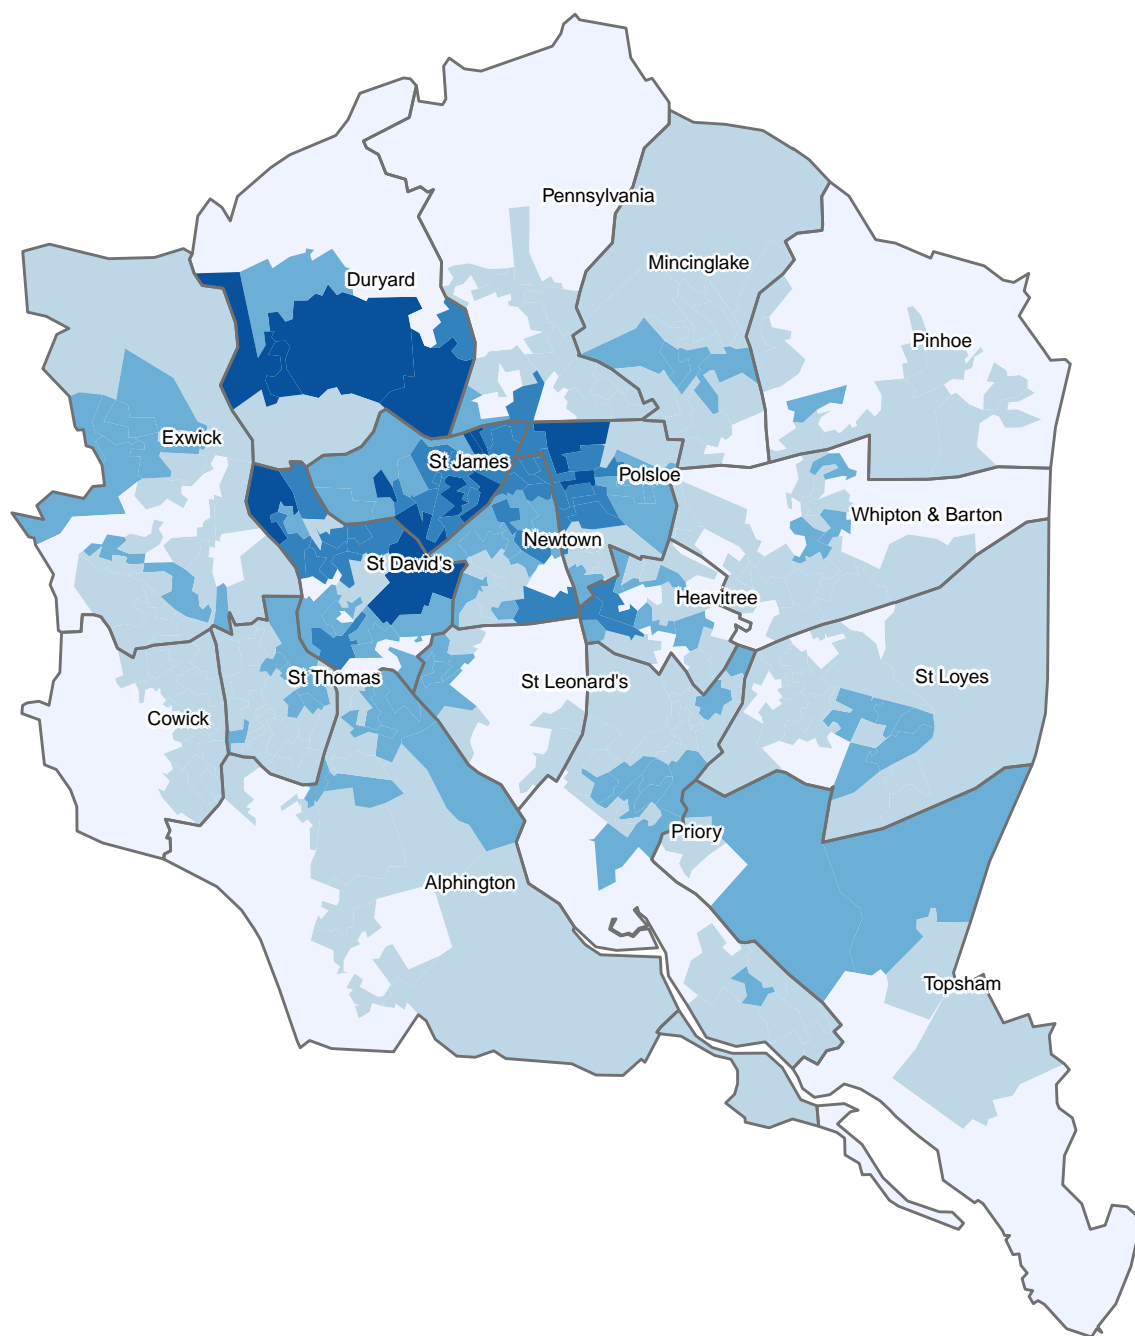 Pennsylvania
Mincinglake
Duryard
Pinhoe
Exwick
St James
Polsloe
Whipton & Barton
Newtown
St David's
Heavitree
St Thomas
St Leonard's
St Loyes
Cowick
Priory
Alphington
Topsham